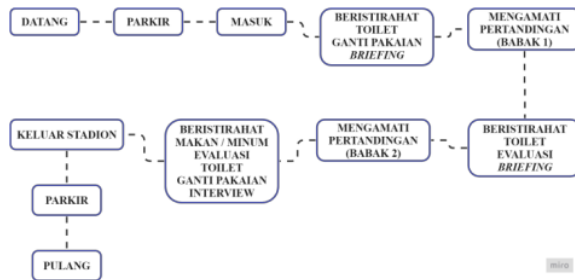 DATANG
PARKIR
MASUK
BERISTIRAHAT
TOILET
GANTI PAKAIAN
BRIEFING
MENGAMATI
PERTANDINGAN
(BABAK 1)
BERISTIRAHAT
TOILET
EVALUASI
BRIEFING
MENGAMATI
PERTANDINGAN
(BABAK 2)
BERISTIRAHAT
MAKAN / MINUM
EVALUASI
TOILET
GANTI PAKAIAN
INTERVIEW
KELUAR STADION
PARKIR
PULANG
miro